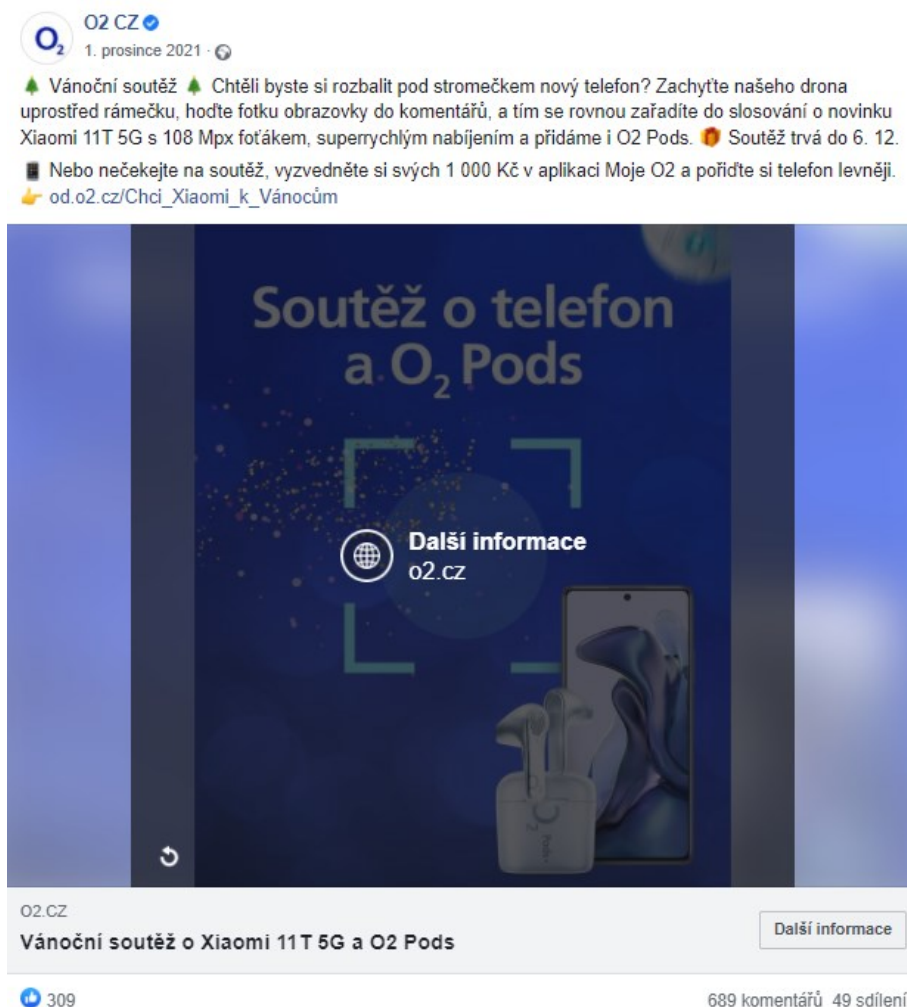 O2
O2 CZ
1. prosince 2021 ·
🌲 Vánoční soutěž 🌲 Chtěli byste si rozbalit pod stromečkem nový telefon? Zachyťte našeho drona
uprostřed rámečku, hoďte fotku obrazovky do komentářů, a tím se rovnou zařadíte do slosování o novinku
Xiaomi 11T 5G s 108 Mpx foťákem, superrychlým nabíjením a přidáme i O2 Pods. 🎁 Soutěž trvá do 6. 12.
📱 Nebo nečekejte na soutěž, vyzvedněte si svých 1 000 Kč v aplikaci Moje O2 a pořiďte si telefon levněji.
👉 od.o2.cz/Chci_Xiaomi_k_Vánocům
Soutěž o telefon
a O₂ Pods
Další informace
o2.cz
O2 Pods+
O2.CZ
Vánoční soutěž o Xiaomi 11T 5G a O2 Pods
Další informace
309
689 komentářů 49 sdílení